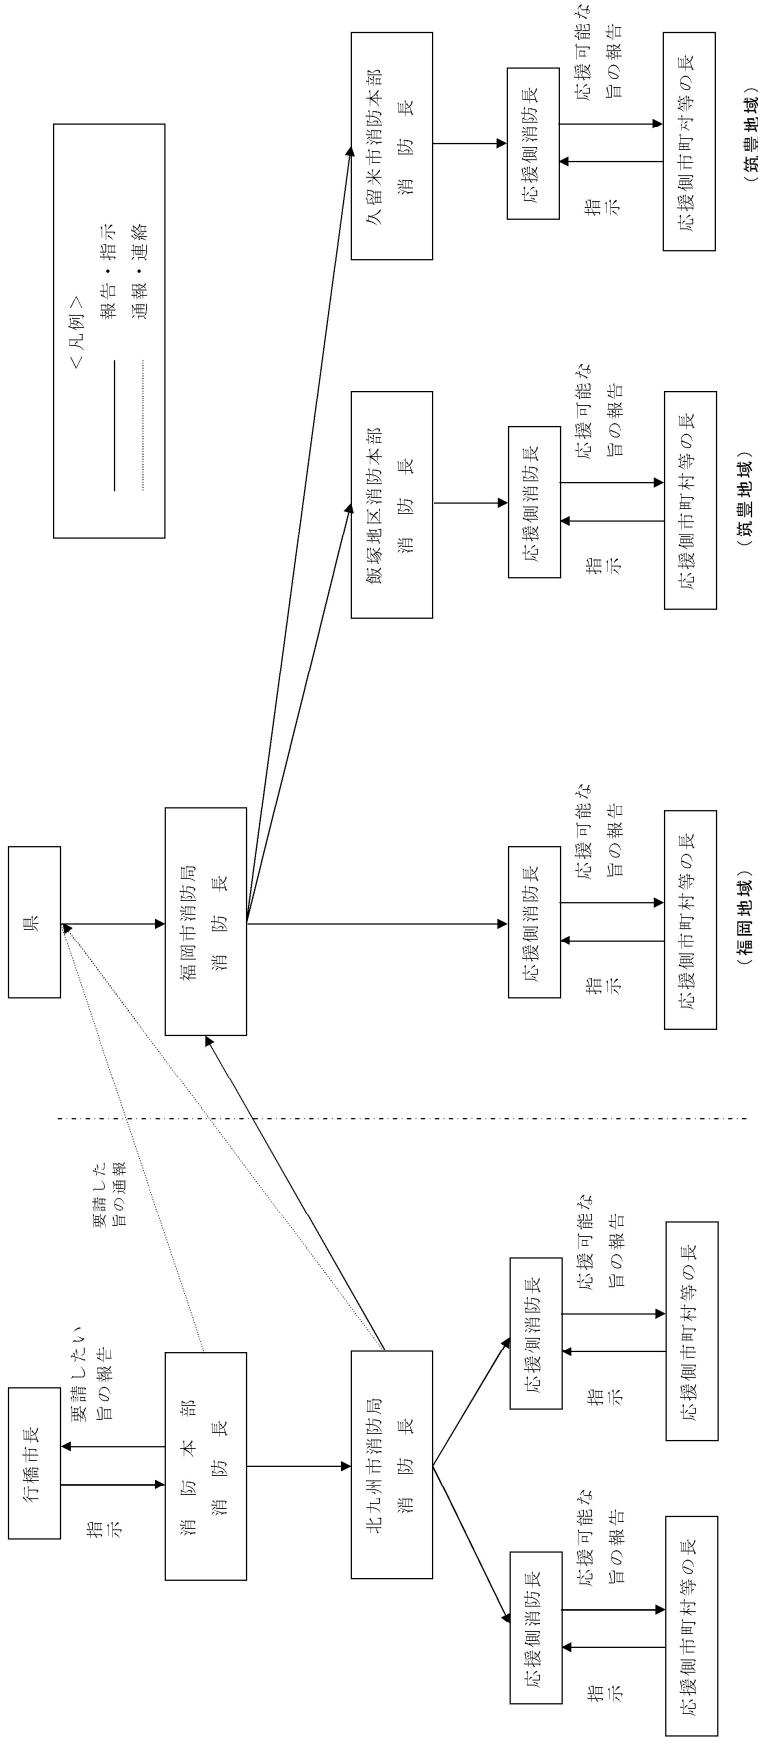 行橋市長
指示
要請したい
旨の報告
消防本部
消防長
要請した
旨の通報
北九州市消防局
消防長
応援側消防長
指示
応援可能な
旨の報告
応援側市町村等の長
応援側消防長
指示
応援可能な
旨の報告
応援側市町村等の長
県
福岡市消防局
消防長
応援側消防長
指示
応援可能な
旨の報告
応援側市町村等の長
(福岡地域)
＜凡例＞
報告・指示
通報・連絡
飯塚地区消防本部
消防長
応援側消防長
指示
応援可能な
旨の報告
応援側市町村等の長
(筑豊地域)
久留米市消防本部
消防長
応援側消防長
指示
応援可能な
旨の報告
応援側市町村等の長
(筑豊地域)